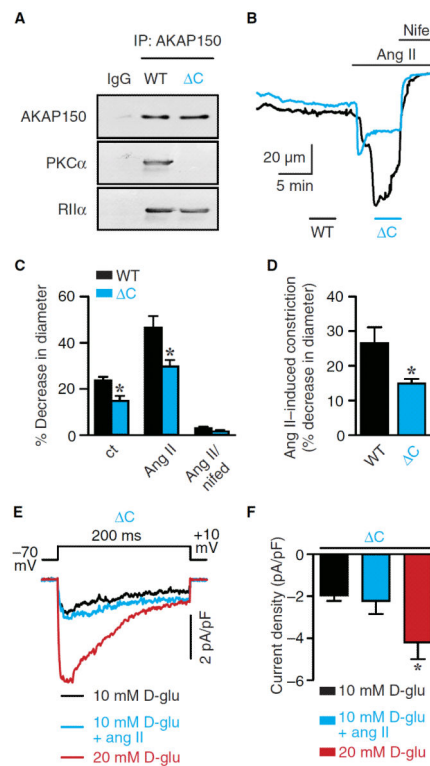 A
IP: AKAP150
IgG WT ΔC
AKAP150
PKCα
RIIα
B
Nife
Ang II
20 μm
5 min
WT ΔC
C
WT
ΔC
% Decrease in diameter
60
40
20
0
*
*
ct
Ang II
Ang II/
nifed
D
Ang II–induced constriction
(% decrease in diameter)
40
30
20
10
0
*
WT
ΔC
E
ΔC
200 ms
–70
mV
+10
mV
2 pA/pF
10 mM D-glu
10 mM D-glu
+ ang II
20 mM D-glu
F
ΔC
Current density (pA/pF)
0
–2
–4
–6
*
10 mM D-glu
10 mM D-glu
+ ang II
20 mM D-glu